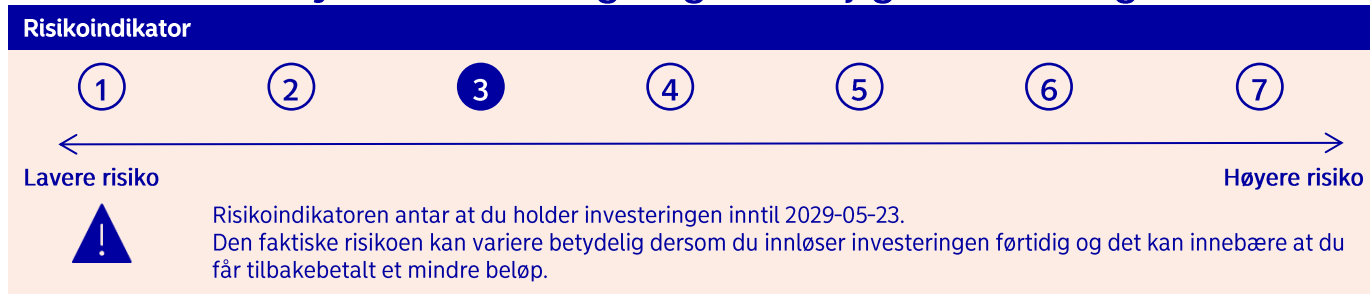 Risikoindikator
1 2 3 4 5 6 7
Lavere risiko Høyere risiko
Risikoindikatoren antar at du holder investeringen inntil 2029-05-23.
Den faktiske risikoen kan variere betydelig dersom du innløser investeringen førtidig og det kan innebære at du
får tilbakebetalt et mindre beløp.